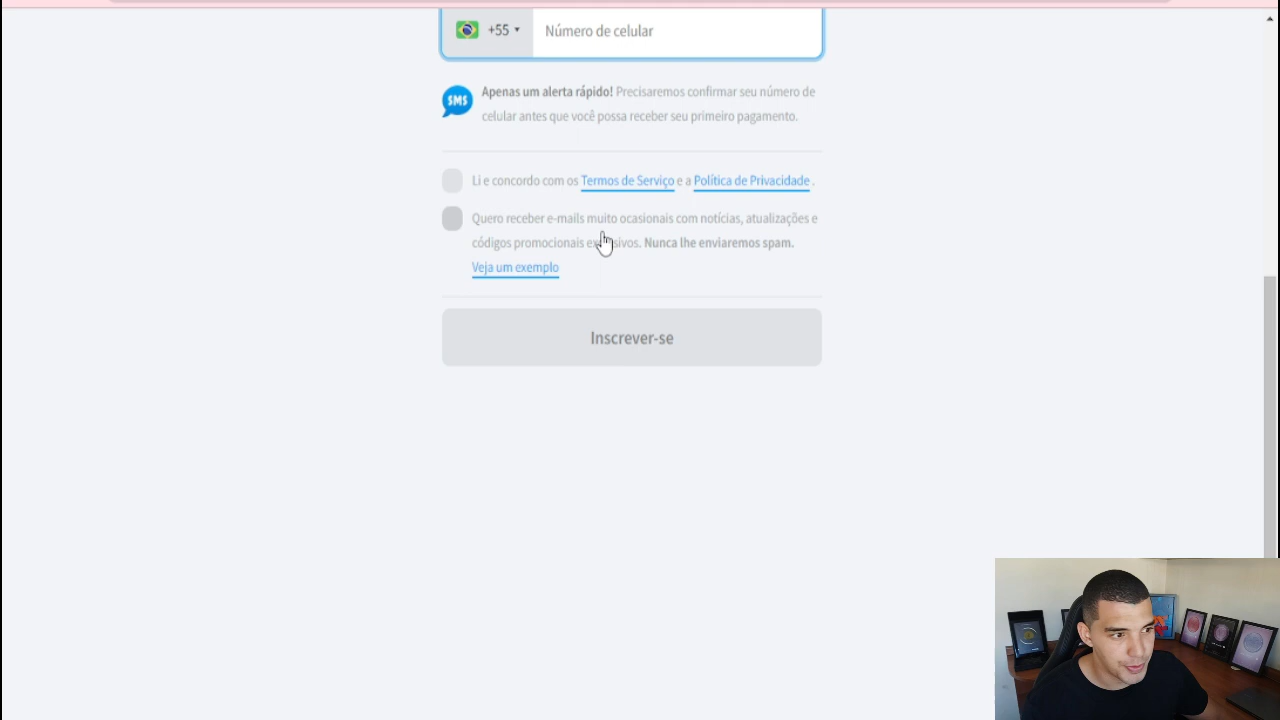 +55
Número de celular
SMS
Apenas um alerta rápido! Precisaremos confirmar seu número de
celular antes que você possa receber seu primeiro pagamento.
Li e concordo com os Termos de Serviço e a Política de Privacidade .
Quero receber e-mails muito ocasionais com notícias, atualizações e
códigos promocionais exclusivos. Nunca lhe enviaremos spam.
Veja um exemplo
Inscrever-se